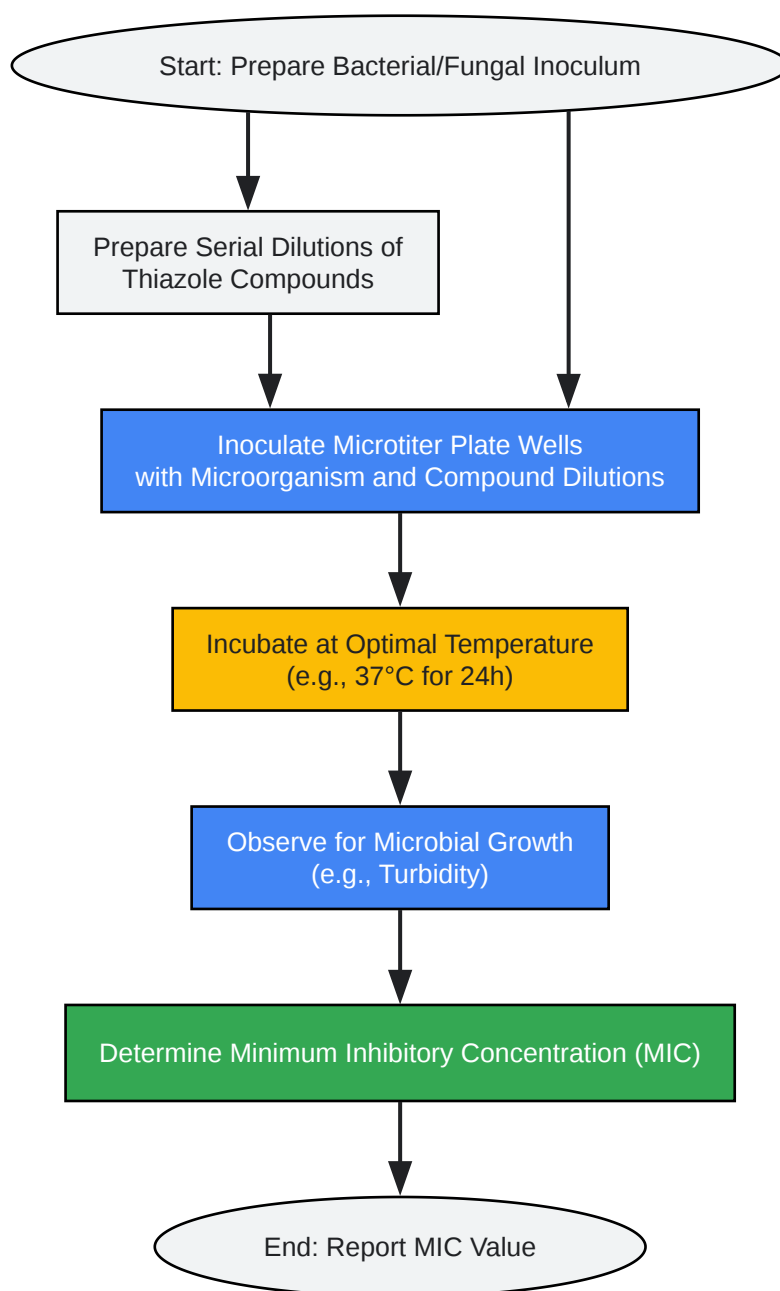 Start: Prepare Bacterial/Fungal Inoculum
Prepare Serial Dilutions of
Thiazole Compounds
Inoculate Microtiter Plate Wells
with Microorganism and Compound Dilutions
Incubate at Optimal Temperature
(e.g., 37°C for 24h)
Observe for Microbial Growth
(e.g., Turbidity)
Determine Minimum Inhibitory Concentration (MIC)
End: Report MIC Value